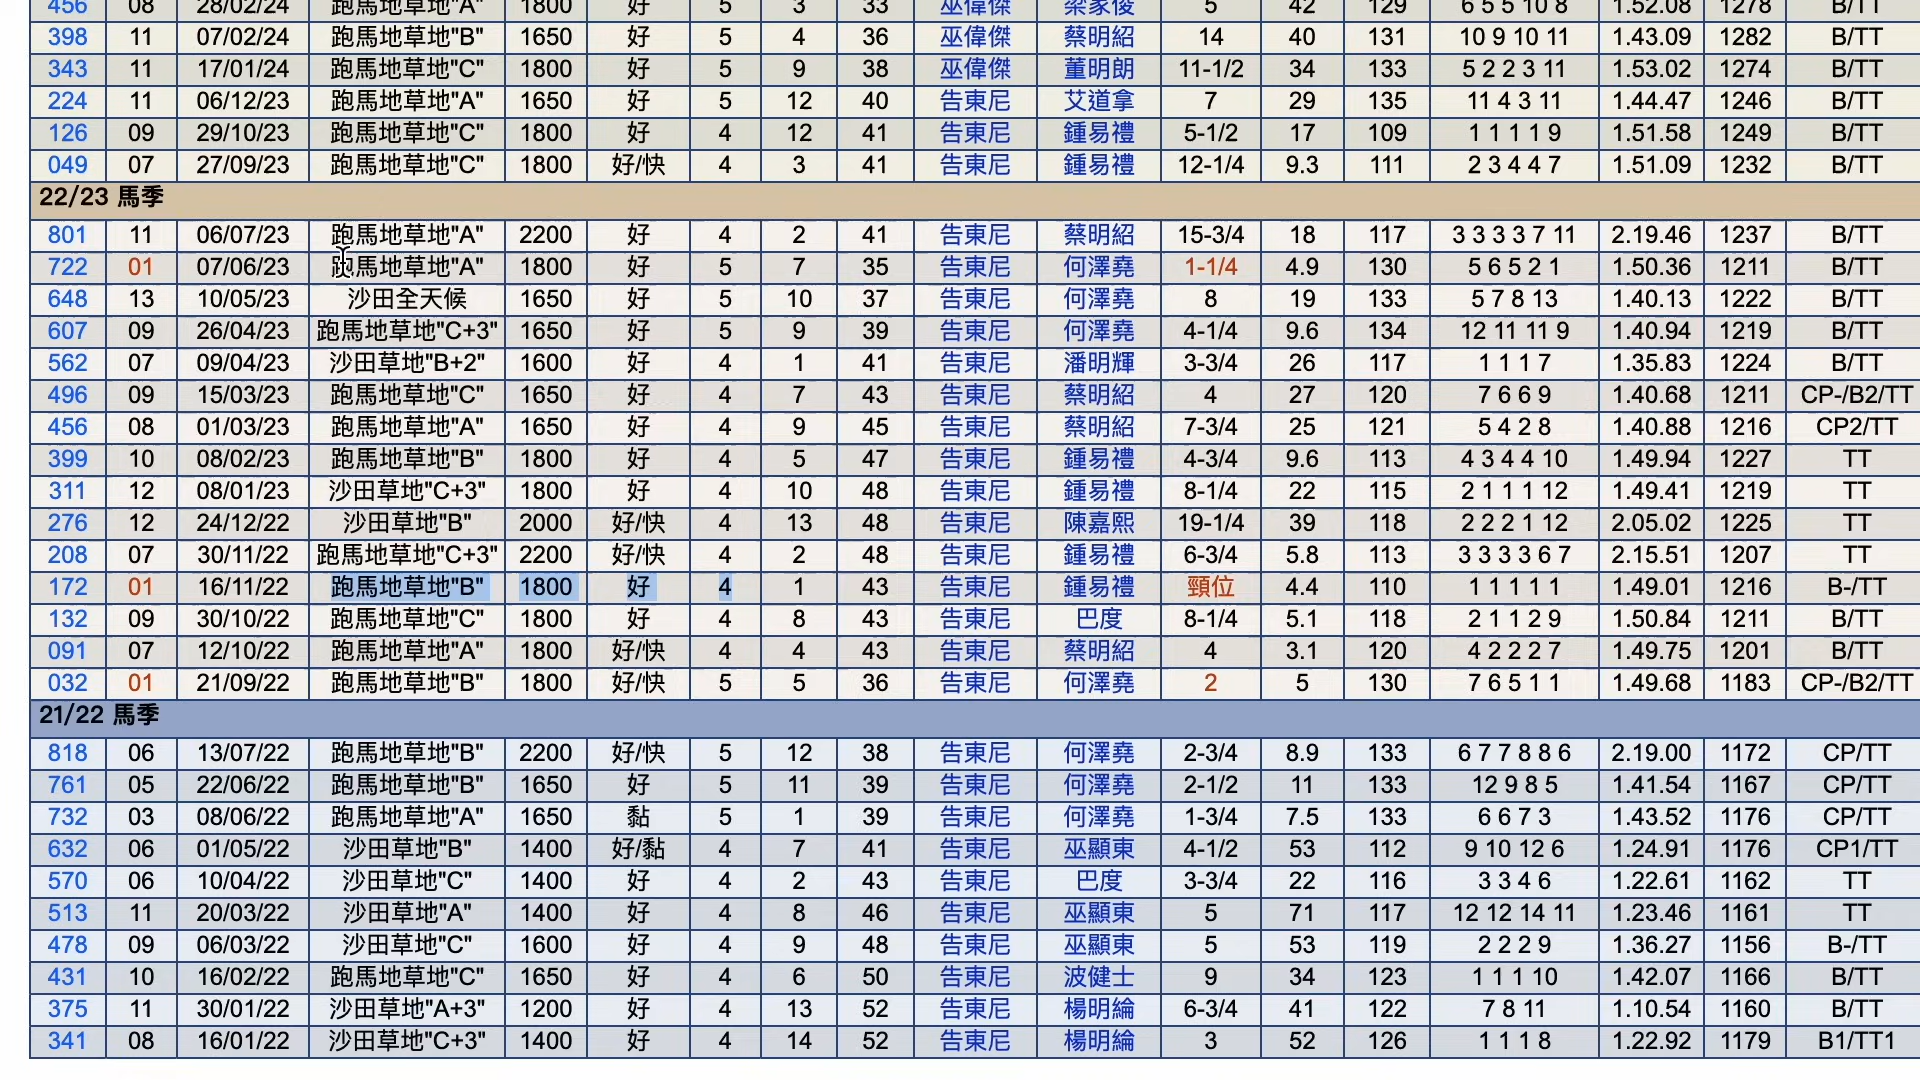 456 08 28/02/24 跑馬地草地"A" 1800 好 5 3 33 巫偉傑 梁家俊 5 42 129 6 5 5 10 8 1.52.08 1278 B/TT
398 11 07/02/24 跑馬地草地"B" 1650 好 5 4 36 巫偉傑 蔡明紹 14 40 131 10 9 10 11 1.43.09 1282 B/TT
343 11 17/01/24 跑馬地草地"C" 1800 好 5 9 38 巫偉傑 董明朗 11-1/2 34 133 5 2 2 3 11 1.53.02 1274 B/TT
224 11 06/12/23 跑馬地草地"A" 1650 好 5 12 40 告東尼 艾道拿 7 29 135 11 4 3 11 1.44.47 1246 B/TT
126 09 29/10/23 跑馬地草地"C" 1800 好 4 12 41 告東尼 鍾易禮 5-1/2 17 109 1 1 1 1 9 1.51.58 1249 B/TT
049 07 27/09/23 跑馬地草地"C" 1800 好/快 4 3 41 告東尼 鍾易禮 12-1/4 9.3 111 2 3 4 4 7 1.51.09 1232 B/TT
22/23 馬季
801 11 06/07/23 跑馬地草地"A" 2200 好 4 2 41 告東尼 蔡明紹 15-3/4 18 117 3 3 3 3 7 11 2.19.46 1237 B/TT
722 01 07/06/23 跑馬地草地"A" 1800 好 5 7 35 告東尼 何澤堯 1-1/4 4.9 130 5 6 5 2 1 1.50.36 1211 B/TT
648 13 10/05/23 沙田全天候 1650 好 5 10 37 告東尼 何澤堯 8 19 133 5 7 8 13 1.40.13 1222 B/TT
607 09 26/04/23 跑馬地草地"C+3" 1650 好 5 9 39 告東尼 何澤堯 4-1/4 9.6 134 12 11 11 9 1.40.94 1219 B/TT
562 07 09/04/23 沙田草地"B+2" 1600 好 4 1 41 告東尼 潘明輝 3-3/4 26 117 1 1 1 7 1.35.83 1224 B/TT
496 09 15/03/23 跑馬地草地"C" 1650 好 4 7 43 告東尼 蔡明紹 4 27 120 7 6 6 9 1.40.68 1211 CP-/B2/TT
456 08 01/03/23 跑馬地草地"A" 1650 好 4 9 45 告東尼 蔡明紹 7-3/4 25 121 5 4 2 8 1.40.88 1216 CP2/TT
399 10 08/02/23 跑馬地草地"B" 1800 好 4 5 47 告東尼 鍾易禮 4-3/4 9.6 113 4 3 4 4 10 1.49.94 1227 TT
311 12 08/01/23 沙田草地"C+3" 1800 好 4 10 48 告東尼 鍾易禮 8-1/4 22 115 2 1 1 1 12 1.49.41 1219 TT
276 12 24/12/22 沙田草地"B" 2000 好/快 4 13 48 告東尼 陳嘉熙 19-1/4 39 118 2 2 2 1 12 2.05.02 1225 TT
208 07 30/11/22 跑馬地草地"C+3" 2200 好/快 4 2 48 告東尼 鍾易禮 6-3/4 5.8 113 3 3 3 3 6 7 2.15.51 1207 TT
172 01 16/11/22 跑馬地草地"B" 1800 好 4 1 43 告東尼 鍾易禮 頸位 4.4 110 1 1 1 1 1 1.49.01 1216 B-/TT
132 09 30/10/22 跑馬地草地"C" 1800 好 4 8 43 告東尼 巴度 8-1/4 5.1 118 2 1 1 2 9 1.50.84 1211 B/TT
091 07 12/10/22 跑馬地草地"A" 1800 好/快 4 4 43 告東尼 蔡明紹 4 3.1 120 4 2 2 2 7 1.49.75 1201 B/TT
032 01 21/09/22 跑馬地草地"B" 1800 好/快 5 5 36 告東尼 何澤堯 2 5 130 7 6 5 1 1 1.49.68 1183 CP-/B2/TT
21/22 馬季
818 06 13/07/22 跑馬地草地"B" 2200 好/快 5 12 38 告東尼 何澤堯 2-3/4 8.9 133 6 7 7 8 8 6 2.19.00 1172 CP/TT
761 05 22/06/22 跑馬地草地"B" 1650 好 5 11 39 告東尼 何澤堯 2-1/2 11 133 12 9 8 5 1.41.54 1167 CP/TT
732 03 08/06/22 跑馬地草地"A" 1650 黏 5 1 39 告東尼 何澤堯 1-3/4 7.5 133 6 6 7 3 1.43.52 1176 CP/TT
632 06 01/05/22 沙田草地"B" 1400 好/黏 4 7 41 告東尼 巫顯東 4-1/2 53 112 9 10 12 6 1.24.91 1176 CP1/TT
570 06 10/04/22 沙田草地"C" 1400 好 4 2 43 告東尼 巴度 3-3/4 22 116 3 3 4 6 1.22.61 1162 TT
513 11 20/03/22 沙田草地"A" 1400 好 4 8 46 告東尼 巫顯東 5 71 117 12 12 14 11 1.23.46 1161 TT
478 09 06/03/22 沙田草地"C" 1600 好 4 9 48 告東尼 巫顯東 5 53 119 2 2 2 9 1.36.27 1156 B-/TT
431 10 16/02/22 跑馬地草地"C" 1650 好 4 6 50 告東尼 波健士 9 34 123 1 1 1 10 1.42.07 1166 B/TT
375 11 30/01/22 沙田草地"A+3" 1200 好 4 13 52 告東尼 楊明綸 6-3/4 41 122 7 8 11 1.10.54 1160 B/TT
341 08 16/01/22 沙田草地"C+3" 1400 好 4 14 52 告東尼 楊明綸 3 52 126 1 1 1 8 1.22.92 1179 B1/TT1